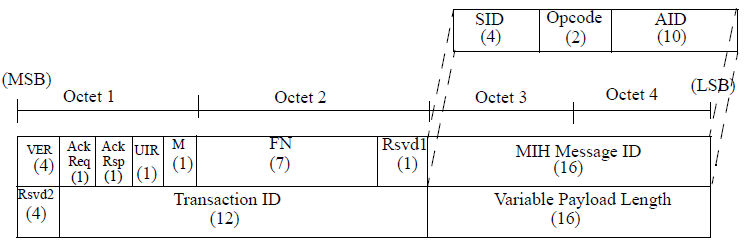 SID Opcode AID
(4) (2) (10)
(MSB) (LSB)
Octet 1 Octet 2 Octet 3 Octet 4
VER Ack Ack UIR M FN Rsvd1 MIH Message ID
Req Rsp
(4) (1) (1) (1) (1) (7) (1) (16)
Rsvd2 Transaction ID Variable Payload Length
(4) (12) (16)